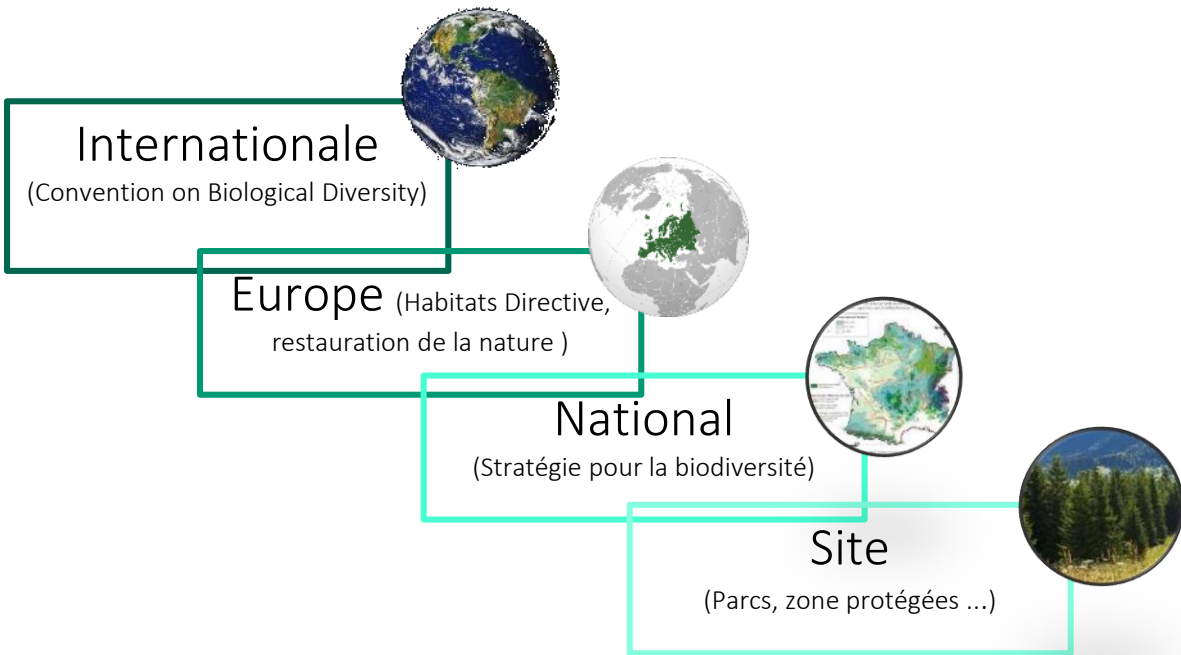 Internationale
(Convention on Biological Diversity)
Europe (Habitats Directive,
restauration de la nature )
National
(Stratégie pour la biodiversité)
Site
(Parcs, zone protégées ...)